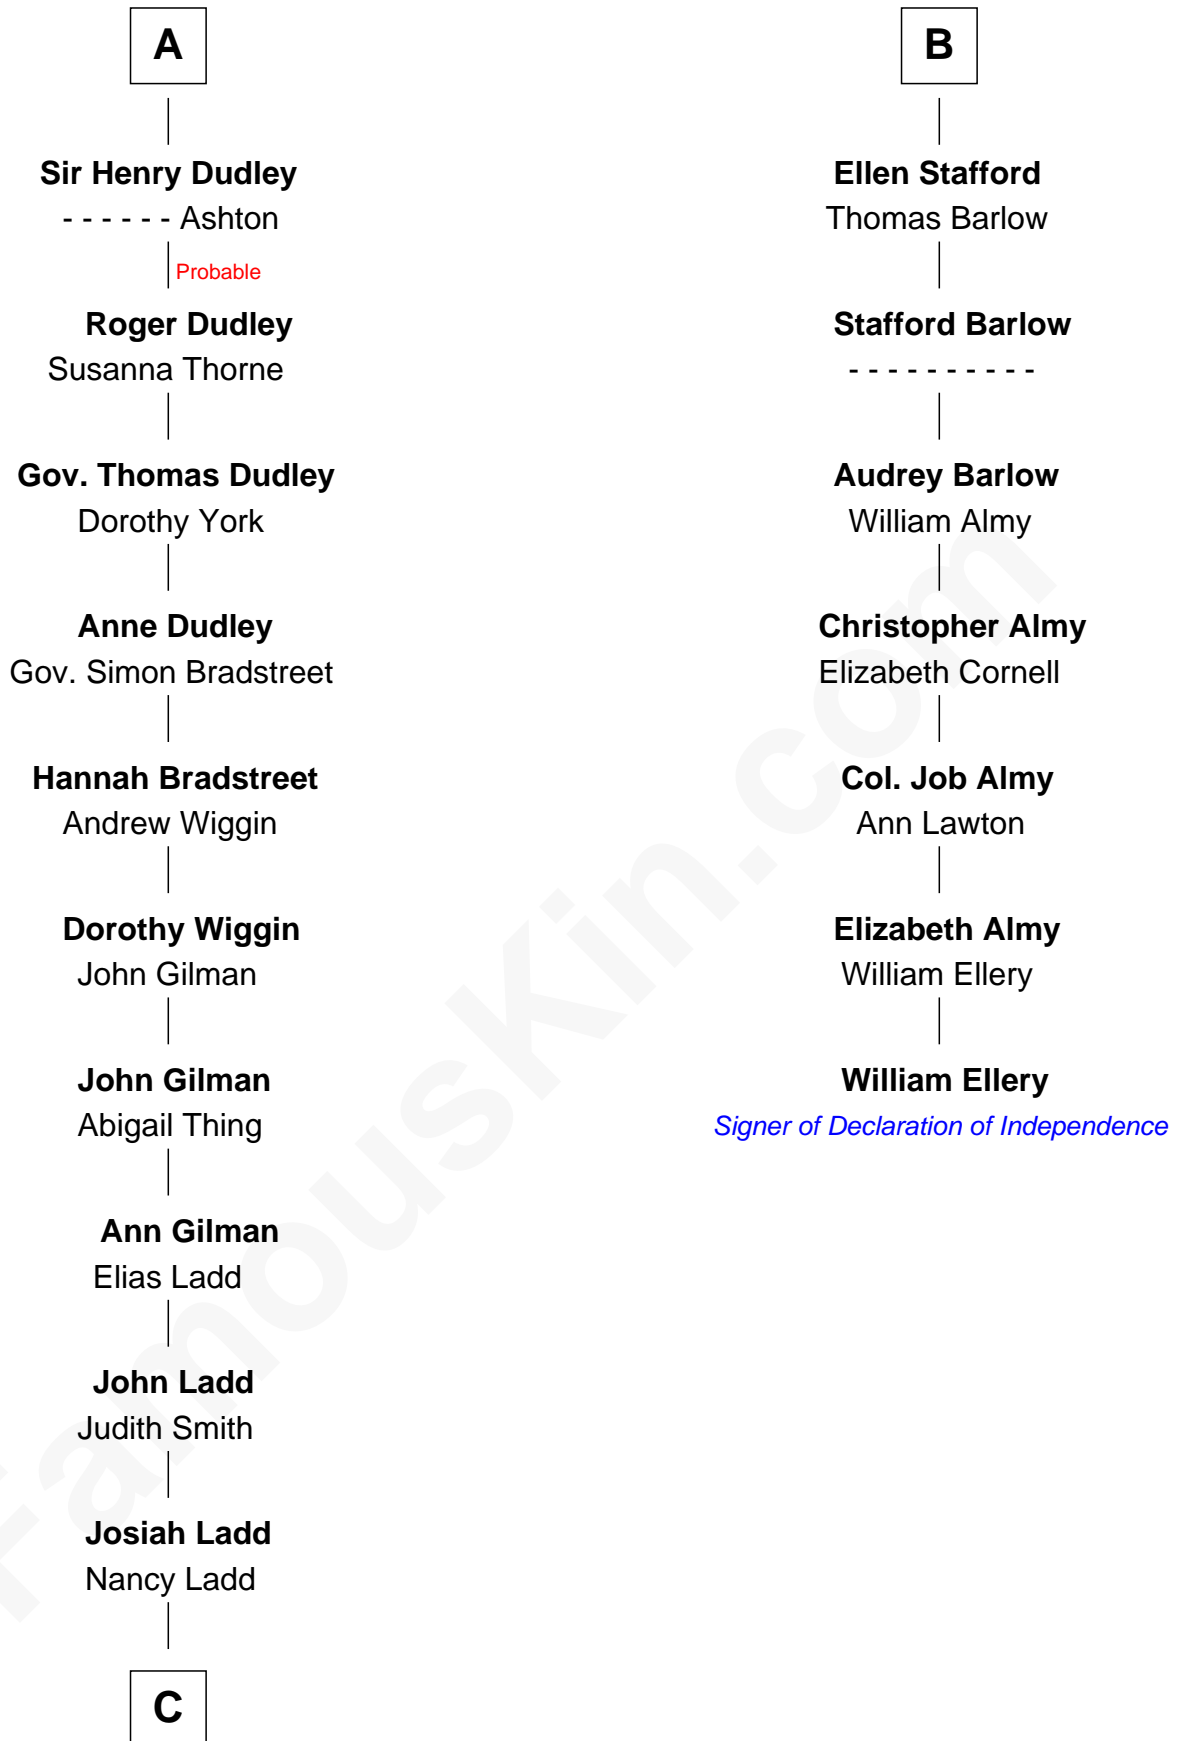 A
Sir Henry Dudley
- - - - - - Ashton
Probable
Roger Dudley
Susanna Thorne
Gov. Thomas Dudley
Dorothy York
Anne Dudley
Gov. Simon Bradstreet
Hannah Bradstreet
Andrew Wiggin
Dorothy Wiggin
John Gilman
John Gilman
Abigail Thing
Ann Gilman
Elias Ladd
John Ladd
Judith Smith
Josiah Ladd
Nancy Ladd
C
B
Ellen Stafford
Thomas Barlow
Stafford Barlow
- - - - - - - - - -
Audrey Barlow
William Almy
Christopher Almy
Elizabeth Cornell
Col. Job Almy
Ann Lawton
Elizabeth Almy
William Ellery
William Ellery
Signer of Declaration of Independence
FamousKin.com